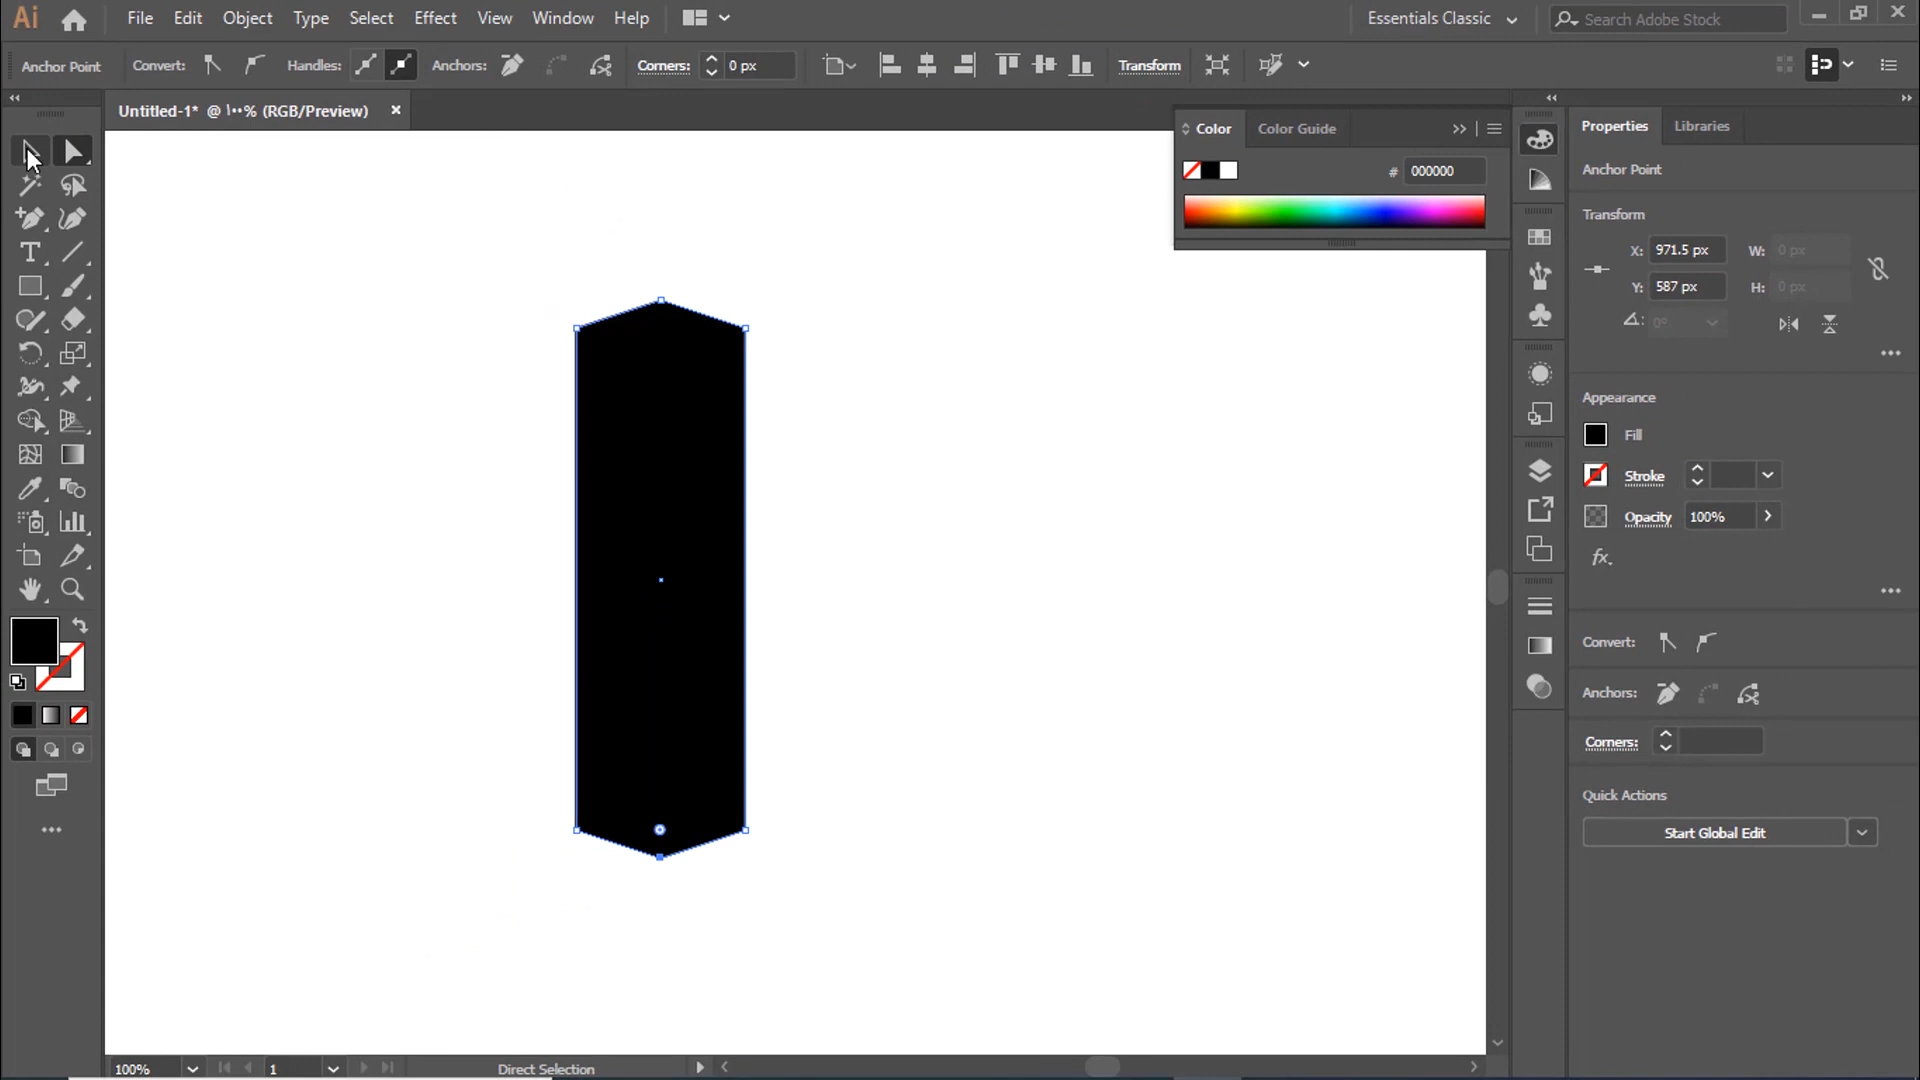 Ai File Edit Object Type Select Effect View Window Help Essentials Classic Search Adobe Stock
Anchor Point Convert: Handles: Anchors: Corners: 0 px Transform
Untitled-1* @ ١٠٠% (RGB/Preview) ×
Color Color Guide
# 000000
Properties Libraries
Anchor Point
Transform
X: 971.5 px W: 0 px
Y: 587 px H: 0 px
0°
Appearance
Fill
Stroke
Opacity 100%
fx.
Convert:
Anchors:
Corners:
Quick Actions
Start Global Edit
100% 1 Direct Selection